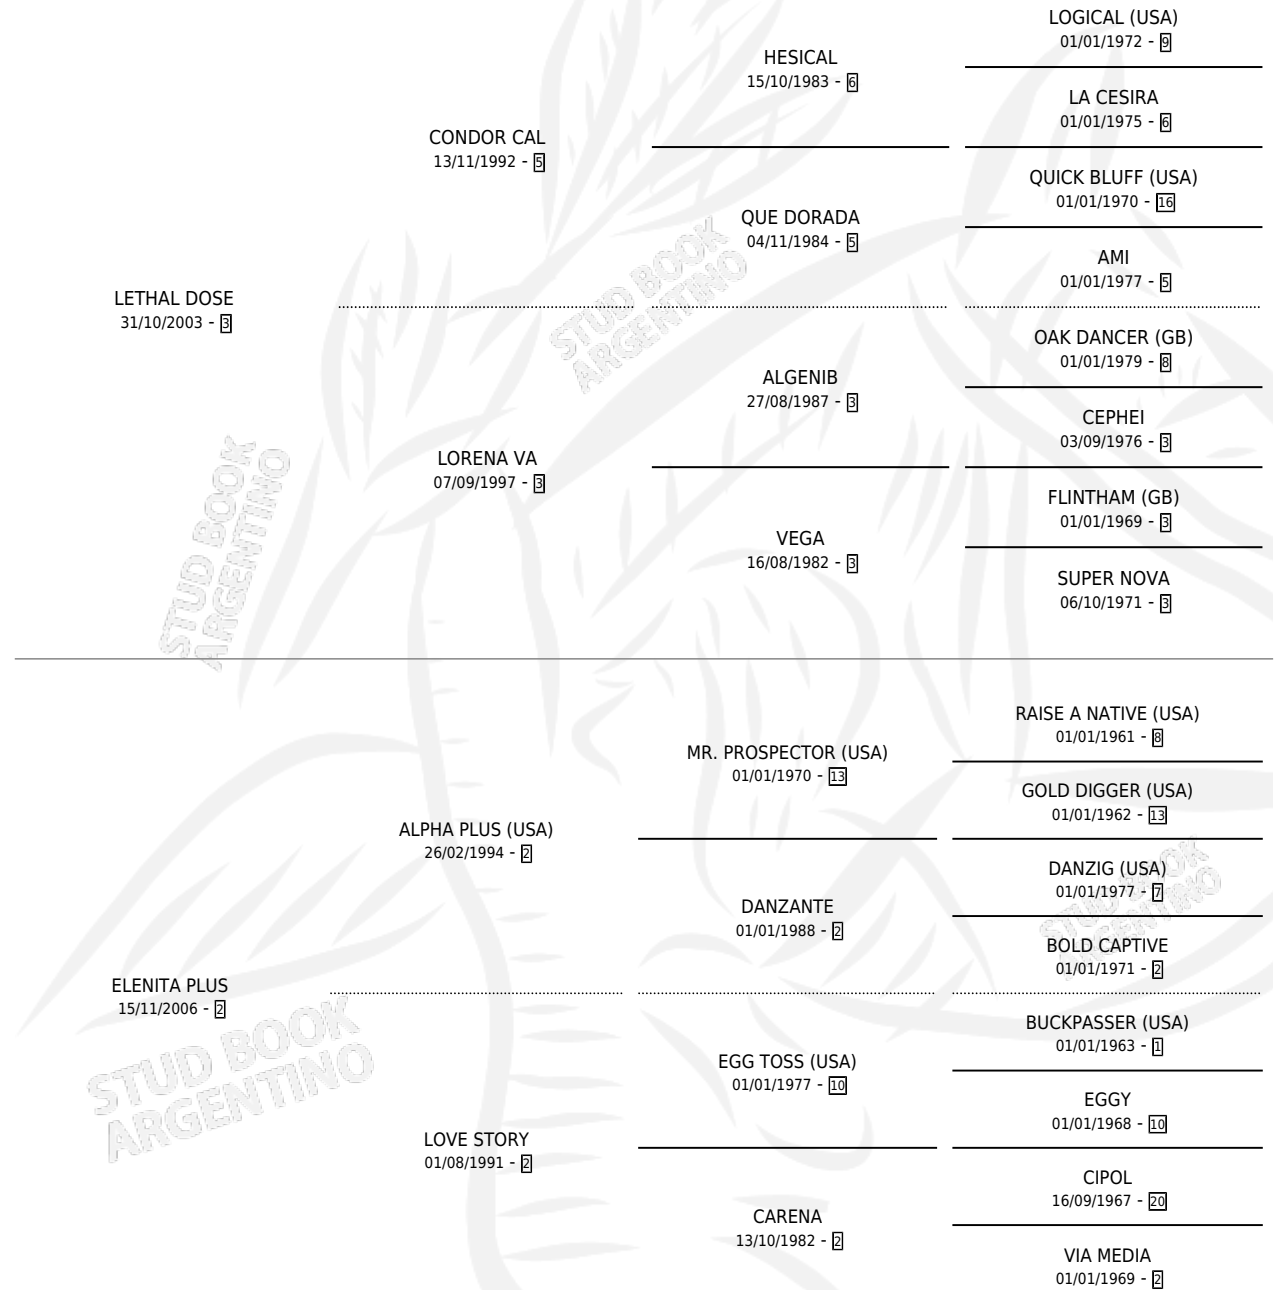 LOGICAL (USA)
01/01/1972 - 9
HESICAL
15/10/1983 - 6
LA CESIRA
01/01/1975 - 6
CONDOR CAL
13/11/1992 - 5
QUICK BLUFF (USA)
01/01/1970 - 16
QUE DORADA
04/11/1984 - 5
AMI
01/01/1977 - 5
LETHAL DOSE
31/10/2003 - 3
OAK DANCER (GB)
01/01/1979 - 8
ALGENIB
27/08/1987 - 3
CEPHEI
03/09/1976 - 3
LORENA VA
07/09/1997 - 3
FLINTHAM (GB)
01/01/1969 - 3
VEGA
16/08/1982 - 3
SUPER NOVA
06/10/1971 - 3
STUD BOOK
ARGENTINO
STUD BOOK
ARGENTINO
RAISE A NATIVE (USA)
01/01/1961 - 8
MR. PROSPECTOR (USA)
01/01/1970 - 13
GOLD DIGGER (USA)
01/01/1962 - 13
ALPHA PLUS (USA)
26/02/1994 - 2
DANZIG (USA)
01/01/1977 - 7
DANZANTE
01/01/1988 - 2
BOLD CAPTIVE
01/01/1971 - 2
ELENITA PLUS
15/11/2006 - 2
BUCKPASSER (USA)
01/01/1963 - 1
EGG TOSS (USA)
01/01/1977 - 10
EGGY
01/01/1968 - 10
LOVE STORY
01/08/1991 - 2
CIPOL
16/09/1967 - 20
CARENA
13/10/1982 - 2
VIA MEDIA
01/01/1969 - 2
STUD BOOK
ARGENTINO
STUD BOOK
ARGENTINO